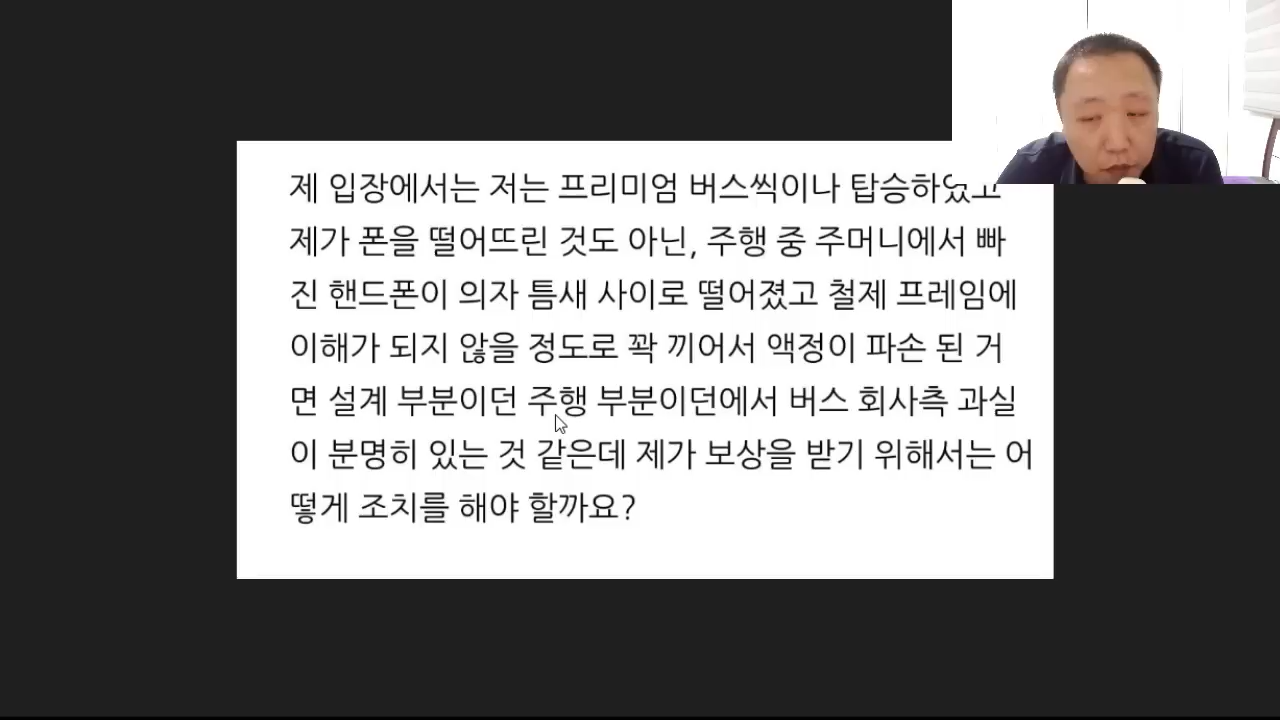 제 입장에서는 저는 프리미엄 버스씩이나 탑승하였고
제가 폰을 떨어뜨린 것도 아닌, 주행 중 주머니에서 빠
진 핸드폰이 의자 틈새 사이로 떨어졌고 철제 프레임에
이해가 되지 않을 정도로 꽉 끼어서 액정이 파손 된 거
면 설계 부분이던 주행 부분이던에서 버스 회사측 과실
이 분명히 있는 것 같은데 제가 보상을 받기 위해서는 어
떻게 조치를 해야 할까요?